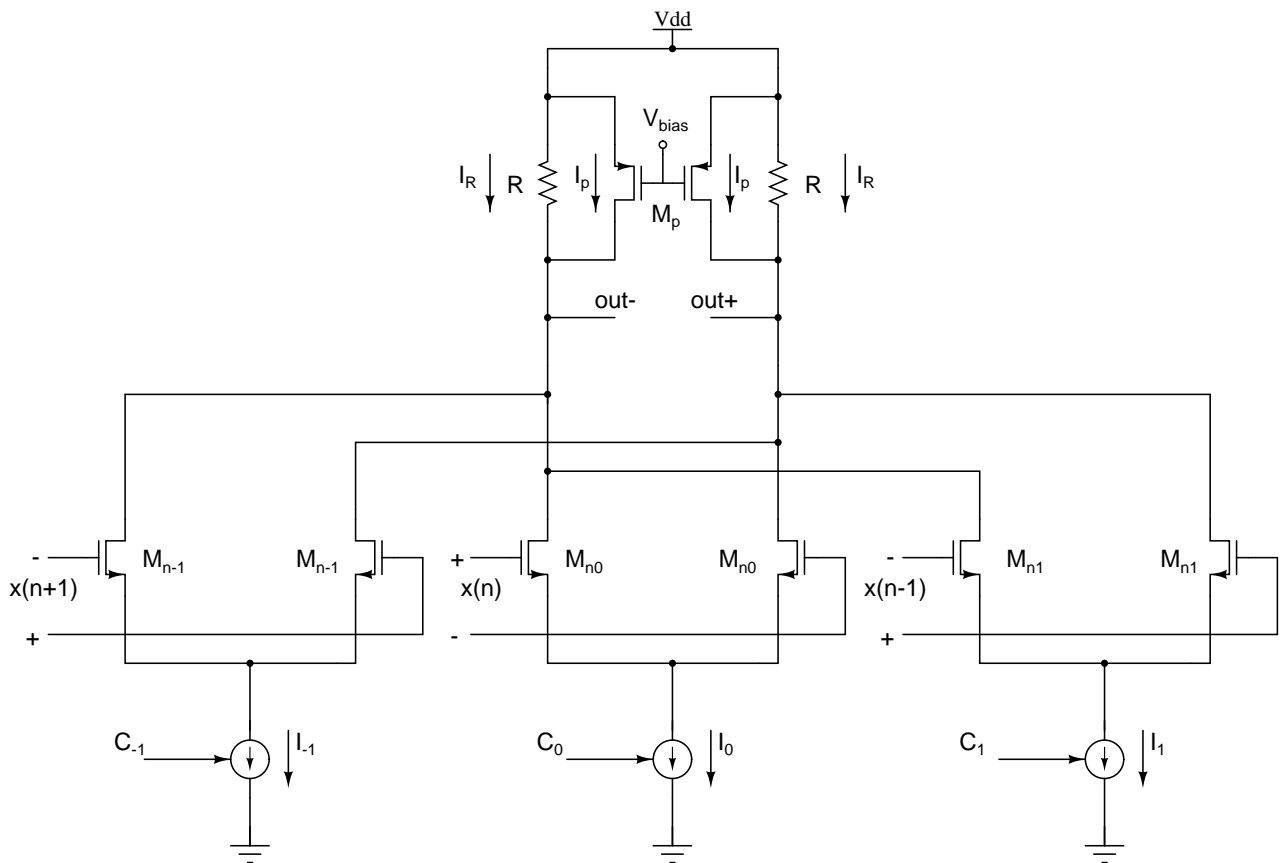 Vdd
V_bias
I_R R I_p M_p I_p R I_R
out- out+
- M_n-1 M_n-1 + M_n0 M_n0 - M_n1 M_n1
x(n+1) x(n) x(n-1)
+ - +
C_-1 I_-1 C_0 I_0 C_1 I_1